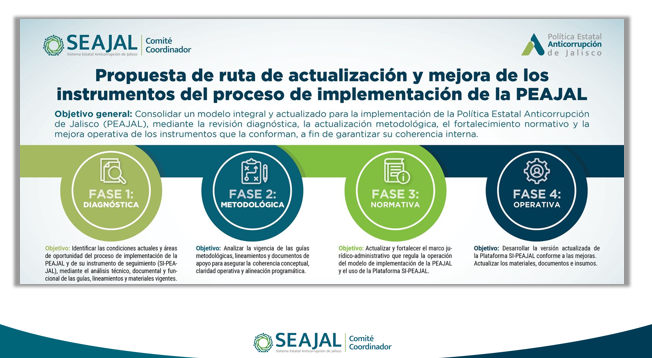 SEAJAL
Comité
Coordinador
Sistema Estatal Anticorrupción de Jalisco
Política Estatal
Anticorrupción
de Jalisco
Propuesta de ruta de actualización y mejora de los
instrumentos del proceso de implementación de la PEAJAL
Objetivo general: Consolidar un modelo integral y actualizado para la implementación de la Política Estatal Anticorrupción
de Jalisco (PEAJAL), mediante la revisión diagnóstica, la actualización metodológica, el fortalecimiento normativo y la
mejora operativa de los instrumentos que la conforman, a fin de garantizar su coherencia interna.
FASE 1:
DIAGNÓSTICA
FASE 2:
METODOLÓGICA
FASE 3:
NORMATIVA
FASE 4:
OPERATIVA
Objetivo: Identificar las condiciones actuales y áreas
de oportunidad del proceso de implementación de la
PEAJAL y de su instrumento de seguimiento (SI-PEA-
JAL), mediante el análisis técnico, documental y fun-
cional de las guías, lineamientos y materiales vigentes.
Objetivo: Analizar la vigencia de las guías
metodológicas, lineamientos y documentos de
apoyo para asegurar la coherencia conceptual,
claridad operativa y alineación programática.
Objetivo: Actualizar y fortalecer el marco ju-
rídico-administrativo que regula la operación
del modelo de implementación de la PEAJAL
y el uso de la Plataforma SI-PEAJAL.
Objetivo: Desarrollar la versión actualizada de
la Plataforma SI-PEAJAL conforme a las mejoras.
Actualizar los materiales, documentos e insumos.
SEAJAL
Comité
Coordinador
Sistema Estatal Anticorrupción de Jalisco